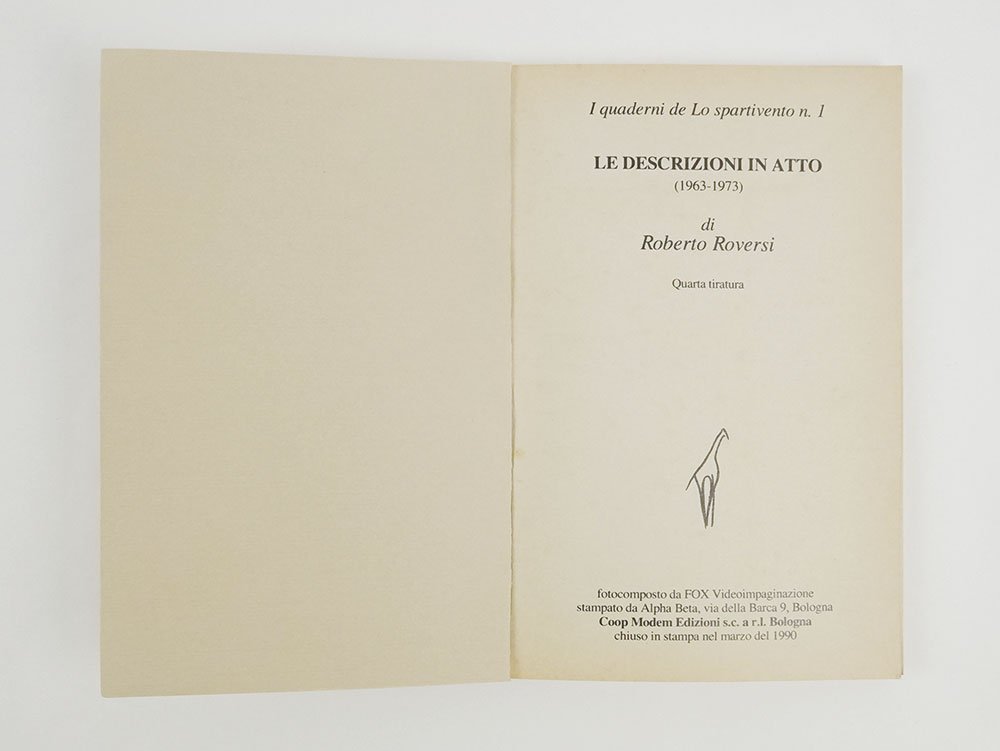 I quaderni de Lo spartivento n. 1
LE DESCRIZIONI IN ATTO
(1963-1973)
di
Roberto Roversi
Quarta tiratura
fotocomposto da FOX Videoimpaginazione
stampato da Alpha Beta, via della Barca 9, Bologna
Coop Modem Edizioni s.c. a r.l. Bologna
chiuso in stampa nel marzo del 1990